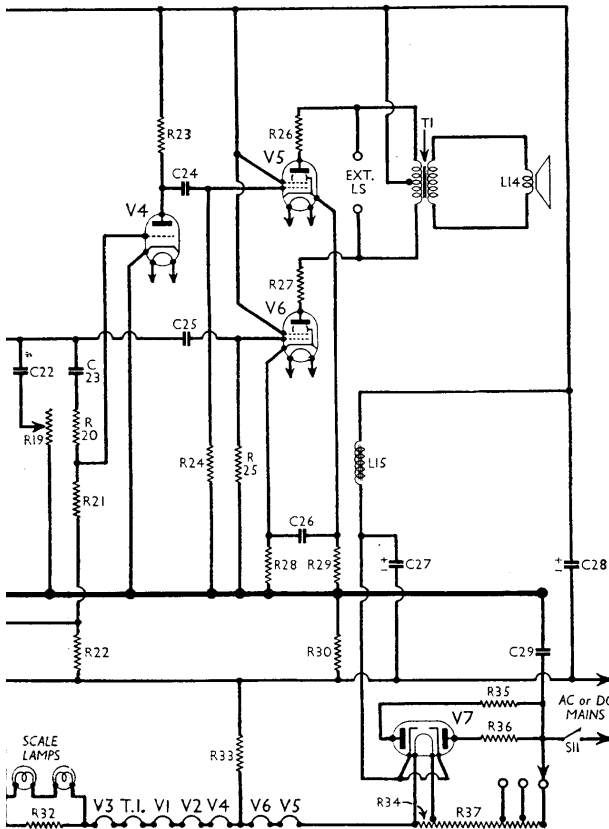 R23
R26
T1
C24
V5
EXT.
LS
L14
V4
R27
V6
C25
C22
C
23
R19
R
20
R24
R
25
L15
R21
C26
R28
R29
C27
C28
R22
R30
C29
R35
AC or DC
MAINS
V7
R36
S11
SCALE
LAMPS
R33
R34
R37
R32
V3 T.I. V1 V2 V4 V6 V5